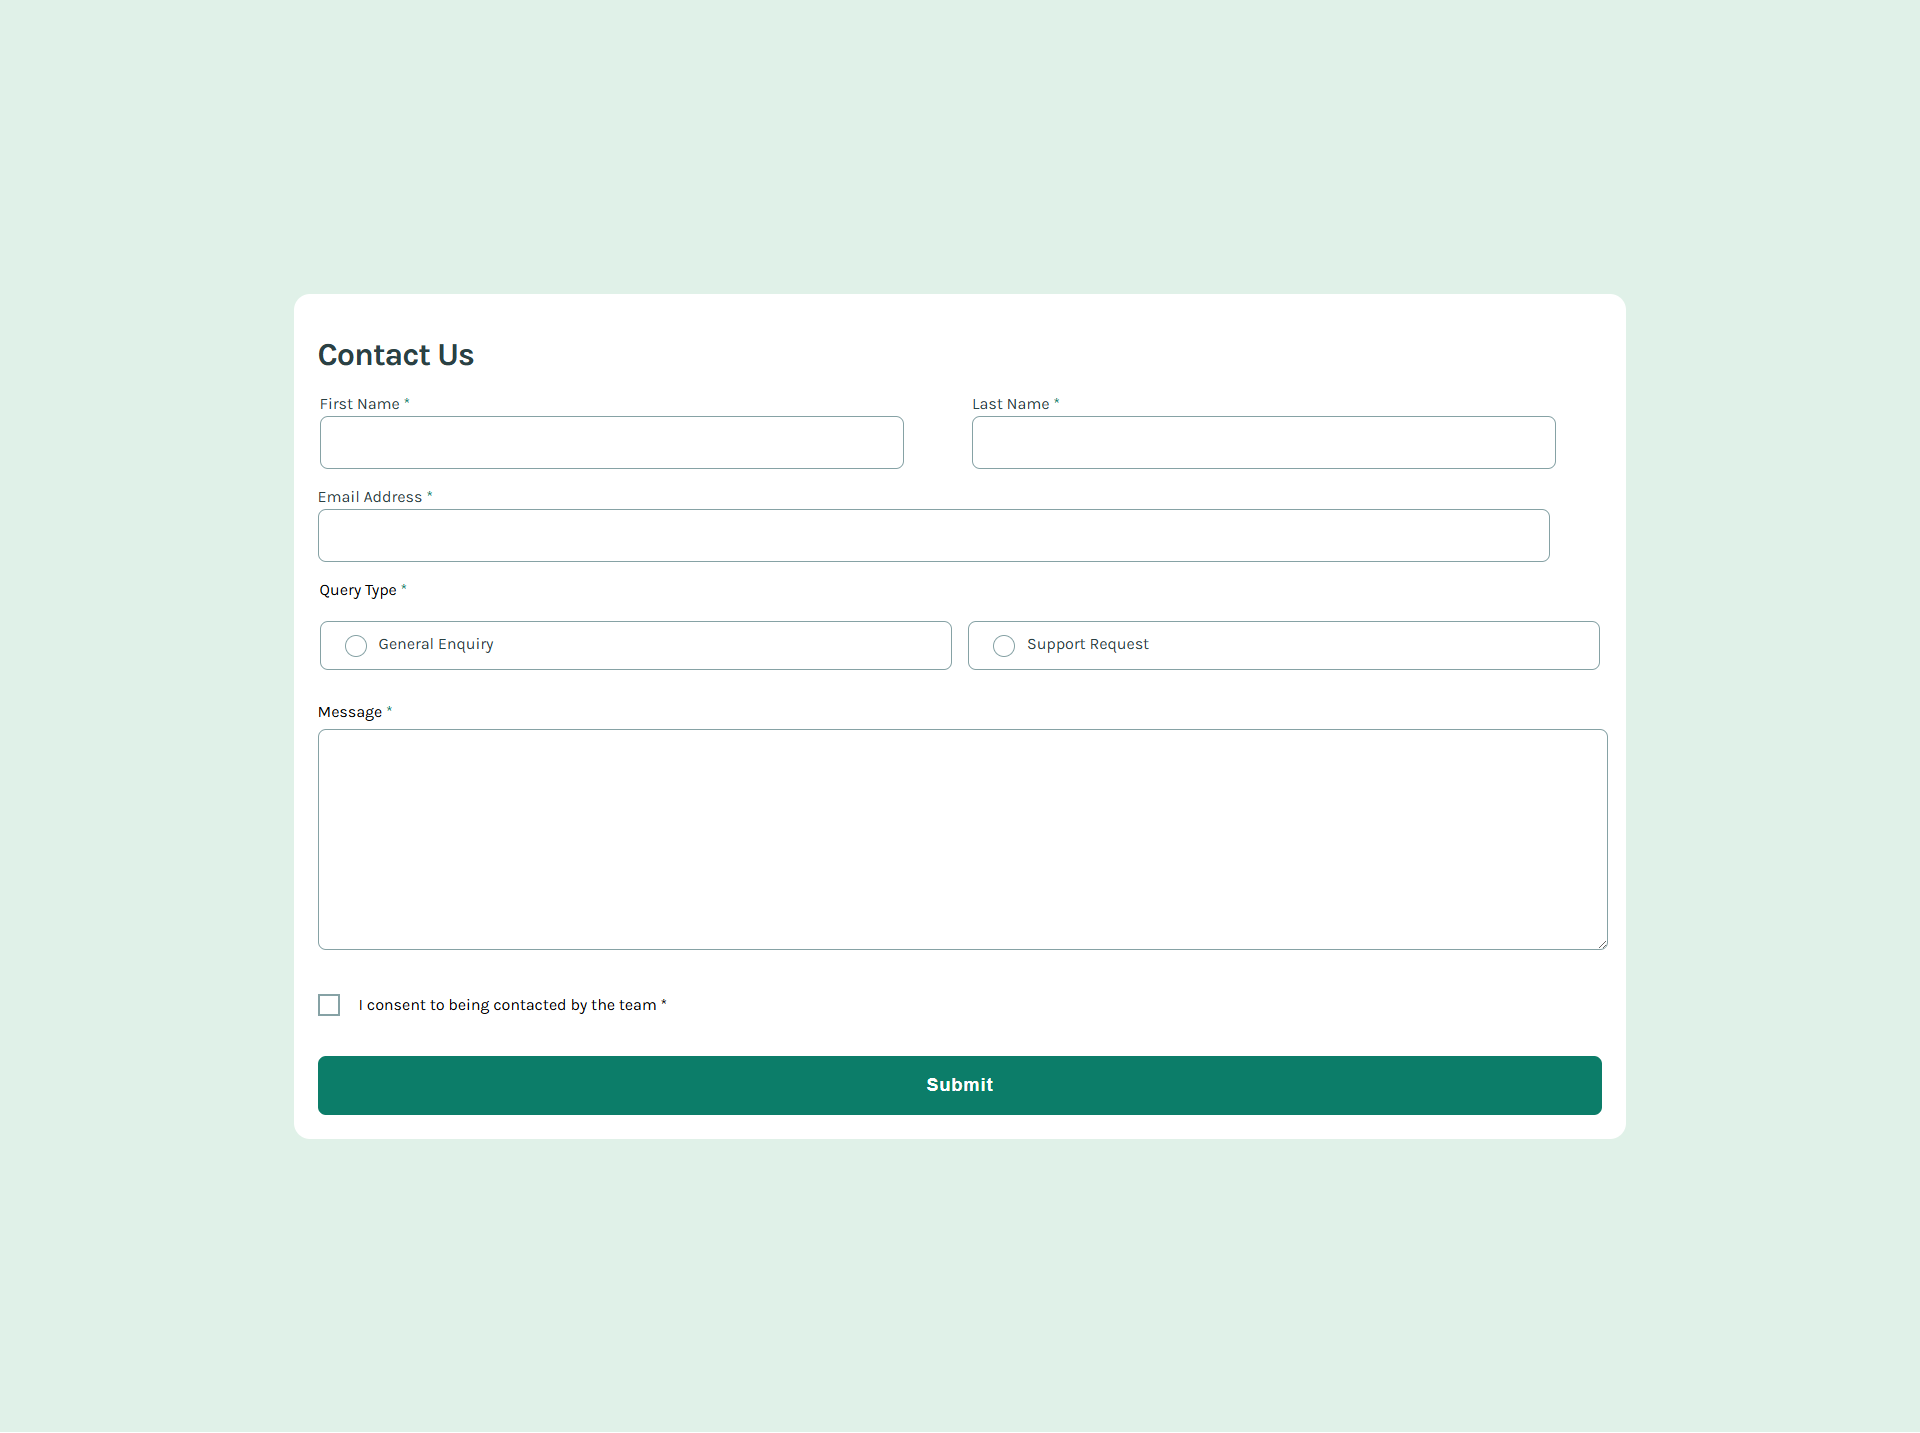 Contact Us
First Name * Last Name *
Email Address *
Query Type *
General Enquiry Support Request
Message *
I consent to being contacted by the team *
Submit